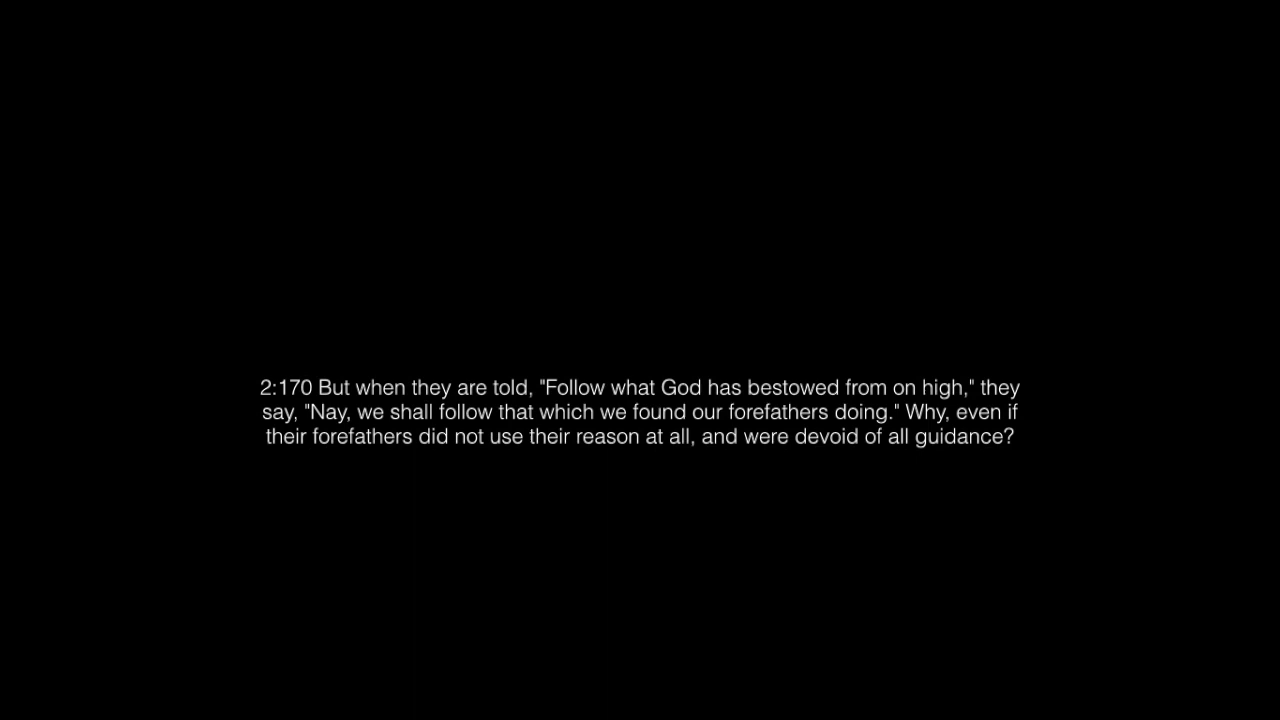 2:170 But when they are told, "Follow what God has bestowed from on high," they
say, "Nay, we shall follow that which we found our forefathers doing." Why, even if
their forefathers did not use their reason at all, and were devoid of all guidance?